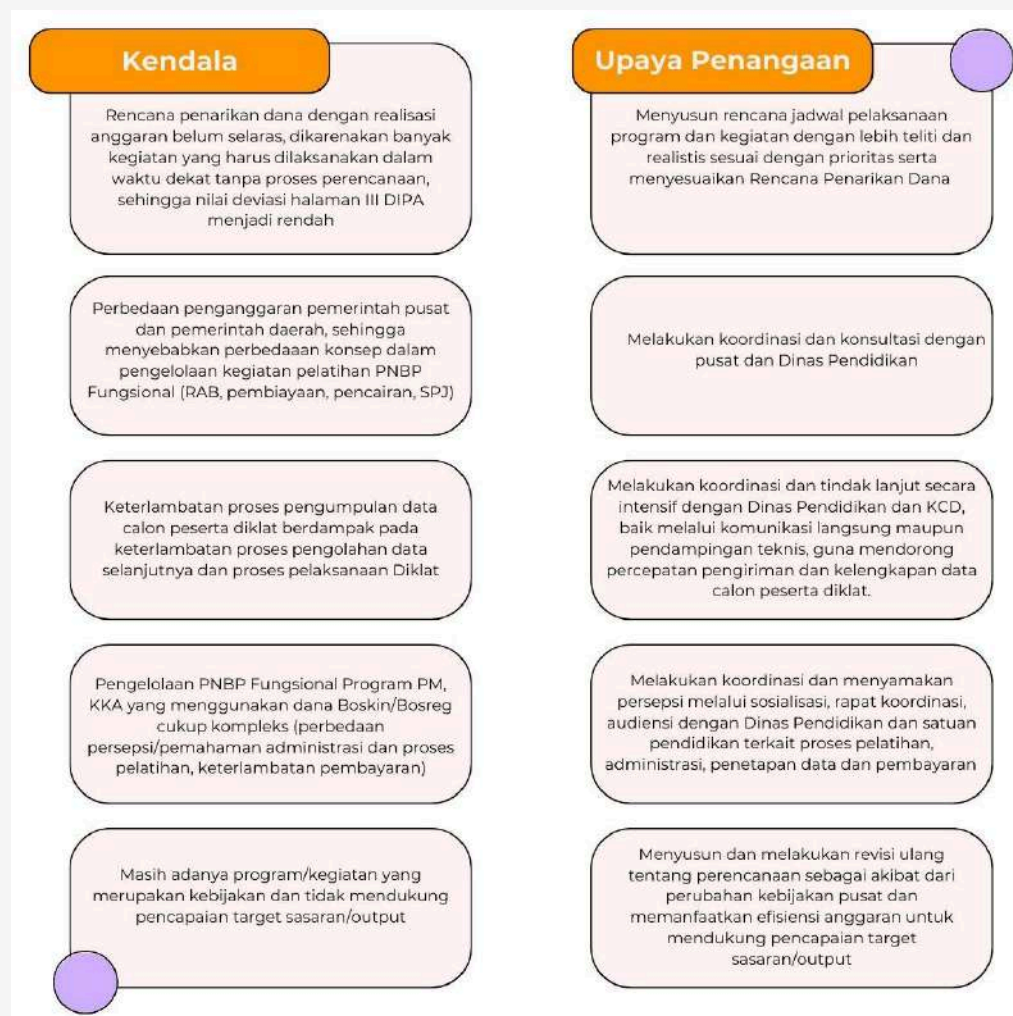 Kendala
Rencana penarikan dana dengan realisasi
anggaran belum selaras, dikarenakan banyak
kegiatan yang harus dilaksanakan dalam
waktu dekat tanpa proses perencanaan,
sehingga nilai deviasi halaman III DIPA
menjadi rendah
Upaya Penangaan
Menyusun rencana jadwal pelaksanaan
program dan kegiatan dengan lebih teliti dan
realistis sesuai dengan prioritas serta
menyesuaikan Rencana Penarikan Dana
Perbedaan penganggaran pemerintah pusat
dan pemerintah daerah, sehingga
menyebabkan perbedaaan konsep dalam
pengelolaan kegiatan pelatihan PNBP
Fungsional (RAB, pembiayaan, pencairan, SPJ)
Melakukan koordinasi dan konsultasi dengan
pusat dan Dinas Pendidikan
Keterlambatan proses pengumpulan data
calon peserta diklat berdampak pada
keterlambatan proses pengolahan data
selanjutnya dan proses pelaksanaan Diklat
Melakukan koordinasi dan tindak lanjut secara
intensif dengan Dinas Pendidikan dan KCD,
baik melalui komunikasi langsung maupun
pendampingan teknis, guna mendorong
percepatan pengiriman dan kelengkapan data
calon peserta diklat.
Pengelolaan PNBP Fungsional Program PM,
KKA yang menggunakan dana Boskin/Bosreg
cukup kompleks (perbedaan
persepsi/pemahaman administrasi dan proses
pelatihan, keterlambatan pembayaran)
Melakukan koordinasi dan menyamakan
persepsi melalui sosialisasi, rapat koordinasi,
audiensi dengan Dinas Pendidikan dan satuan
pendidikan terkait proses pelatihan,
administrasi, penetapan data dan pembayaran
Masih adanya program/kegiatan yang
merupakan kebijakan dan tidak mendukung
pencapaian target sasaran/output
Menyusun dan melakukan revisi ulang
tentang perencanaan sebagai akibat dari
perubahan kebijakan pusat dan
memanfaatkan efisiensi anggaran untuk
mendukung pencapaian target
sasaran/output